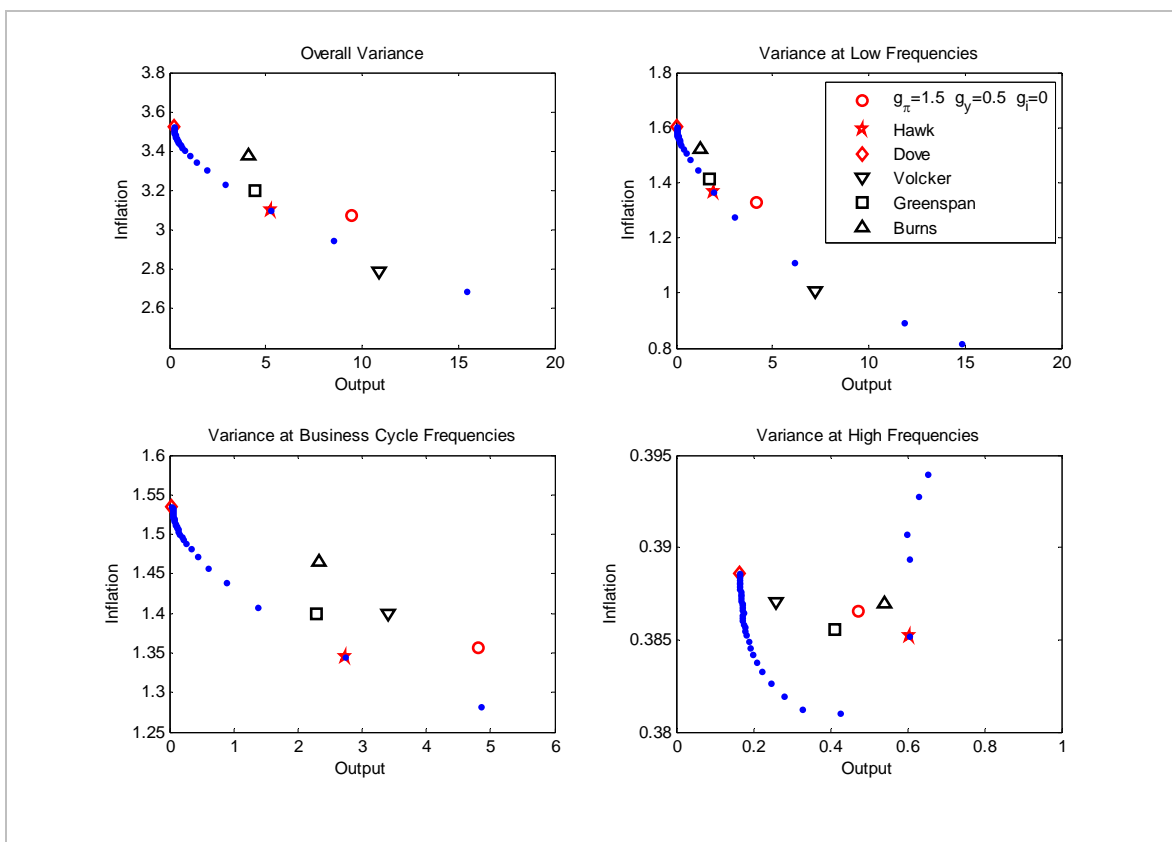 Overall Variance
3.8
3.6
3.4
3.2
3
2.8
2.6
Inflation
0 5 10 15 20
Output
Variance at Low Frequencies
1.8
1.6
1.4
1.2
1
0.8
Inflation
0 5 10 15 20
Output
g_π=1.5 g_y=0.5 g_i=0
Hawk
Dove
Volcker
Greenspan
Burns
Variance at Business Cycle Frequencies
1.6
1.55
1.5
1.45
1.4
1.35
1.3
1.25
Inflation
0 1 2 3 4 5 6
Output
Variance at High Frequencies
0.395
0.39
0.385
0.38
Inflation
0 0.2 0.4 0.6 0.8 1
Output